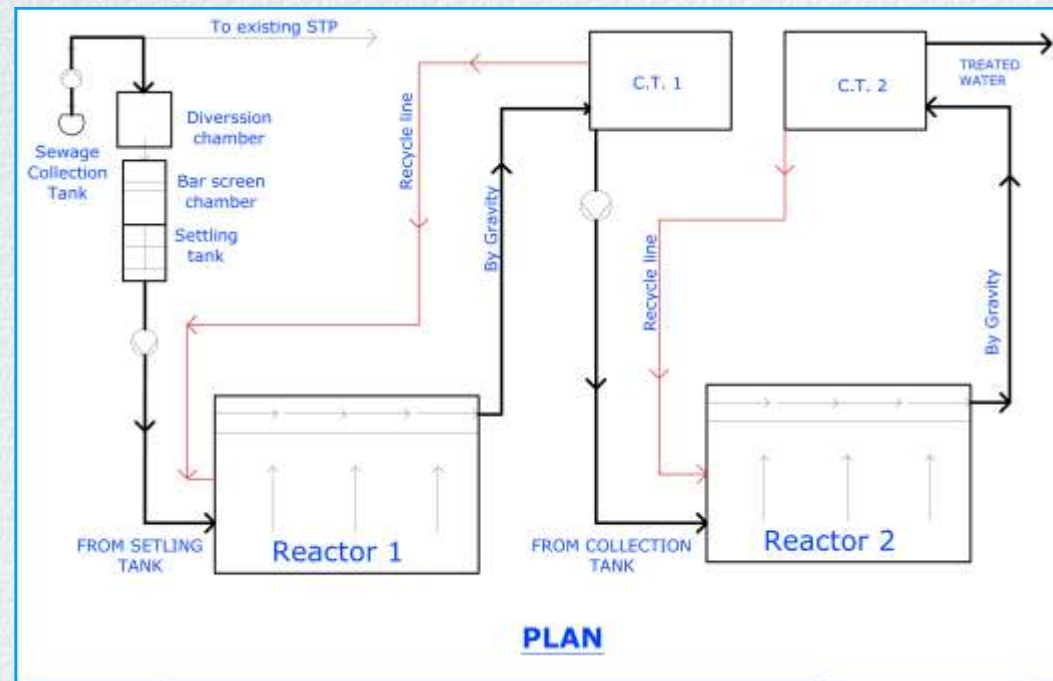 To existing STP
Diverssion
chamber
Sewage
Collection
Tank
Bar screen
chamber
Settling
tank
Recycle line
By Gravity
C.T. 1
C.T. 2
TREATED
WATER
Recycle line
By Gravity
FROM SETLING
TANK
Reactor 1
FROM COLLECTION
TANK
Reactor 2
PLAN